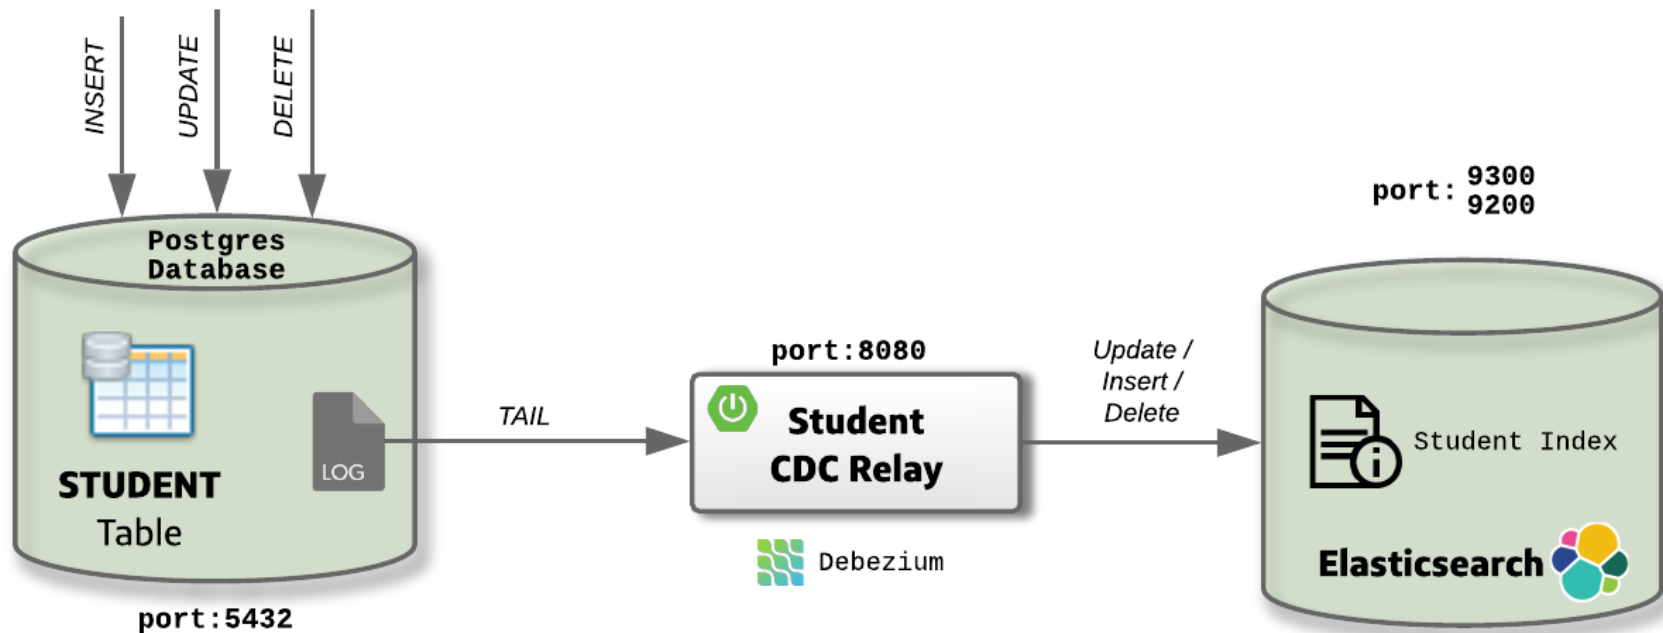 INSERT
UPDATE
DELETE
Postgres
Database
STUDENT
Table
LOG
port:5432
TAIL
port:8080
Student
CDC Relay
Debezium
Update /
Insert /
Delete
port: 9300
9200
Student Index
Elasticsearch